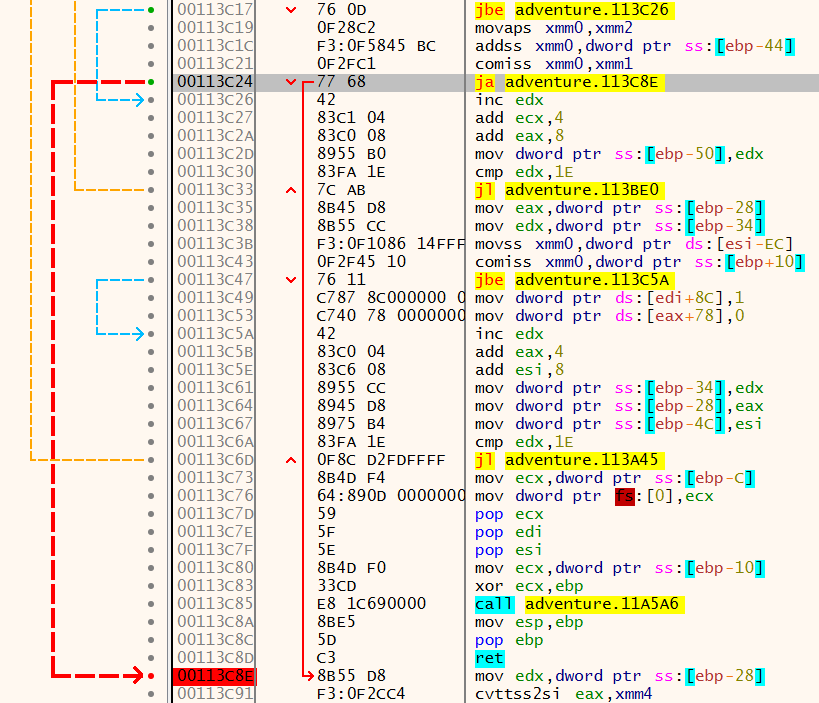 00113C17 76 0D jbe adventure.113C26
00113C19 0F28C2 movaps xmm0,xmm2
00113C1C F3:0F5845 BC addss xmm0,dword ptr ss:[ebp-44]
00113C21 0F2FC1 comiss xmm0,xmm1
00113C24 77 68 ja adventure.113C8E
00113C26 42 inc edx
00113C27 83C1 04 add ecx,4
00113C2A 83C0 08 add eax,8
00113C2D 8955 B0 mov dword ptr ss:[ebp-50],edx
00113C30 83FA 1E cmp edx,1E
00113C33 7C AB jl adventure.113BE0
00113C35 8B45 D8 mov eax,dword ptr ss:[ebp-28]
00113C38 8B55 CC mov edx,dword ptr ss:[ebp-34]
00113C3B F3:0F1086 14FFF movss xmm0,dword ptr ds:[esi-EC]
00113C43 0F2F45 10 comiss xmm0,dword ptr ss:[ebp+10]
00113C47 76 11 jbe adventure.113C5A
00113C49 C787 8C000000 0 mov dword ptr ds:[edi+8C],1
00113C53 C740 78 0000000 mov dword ptr ds:[eax+78],0
00113C5A 42 inc edx
00113C5B 83C0 04 add eax,4
00113C5E 83C6 08 add esi,8
00113C61 8955 CC mov dword ptr ss:[ebp-34],edx
00113C64 8945 D8 mov dword ptr ss:[ebp-28],eax
00113C67 8975 B4 mov dword ptr ss:[ebp-4C],esi
00113C6A 83FA 1E cmp edx,1E
00113C6D 0F8C D2FDFFFF jl adventure.113A45
00113C73 8B4D F4 mov ecx,dword ptr ss:[ebp-C]
00113C76 64:890D 0000000 mov dword ptr fs:[0],ecx
00113C7D 59 pop ecx
00113C7E 5F pop edi
00113C7F 5E pop esi
00113C80 8B4D F0 mov ecx,dword ptr ss:[ebp-10]
00113C83 33CD xor ecx,ebp
00113C85 E8 1C690000 call adventure.11A5A6
00113C8A 8BE5 mov esp,ebp
00113C8C 5D pop ebp
00113C8D C3 ret
00113C8E 8B55 D8 mov edx,dword ptr ss:[ebp-28]
00113C91 F3:0F2CC4 cvttss2si eax,xmm4